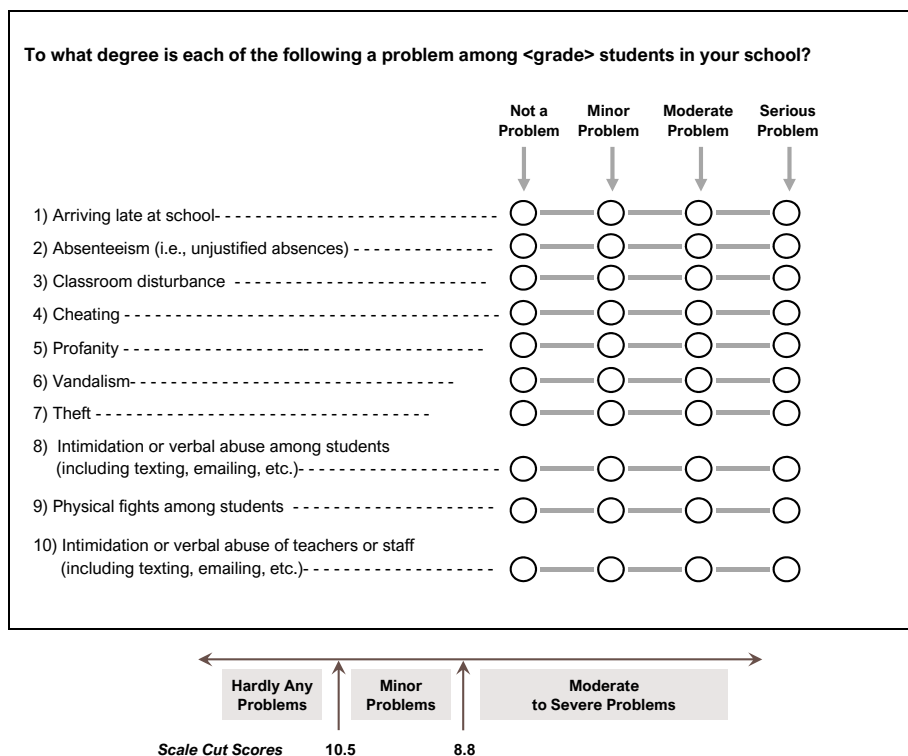 To what degree is each of the following a problem among <grade> students in your school?
Not a Minor Moderate Serious
Problem Problem Problem Problem
1) Arriving late at school- - - - - - - - - - - - - - - - - - - - - - - - - - - - -
2) Absenteeism (i.e., unjustified absences) - - - - - - - - - - - - - -
3) Classroom disturbance - - - - - - - - - - - - - - - - - - - - - - - - - -
4) Cheating - - - - - - - - - - - - - - - - - - - - - - - - - - - - - - - - - - - - - -
5) Profanity - - - - - - - - - - - - - - - - - - -- - - - - - - - - - - - - - - - - - -
6) Vandalism- - - - - - - - - - - - - - - - - - - - - - - - - - - - - - - - -
7) Theft - - - - - - - - - - - - - - - - - - - - - - - - - - - - - - - - - -
8) Intimidation or verbal abuse among students
(including texting, emailing, etc.)- - - - - - - - - - - - - - - - - - - -
9) Physical fights among students - - - - - - - - - - - - - - - - - - - - -
10) Intimidation or verbal abuse of teachers or staff
(including texting, emailing, etc.)- - - - - - - - - - - - - - - - - - - -
Hardly Any Minor Moderate
Problems Problems to Severe Problems
Scale Cut Scores 10.5 8.8